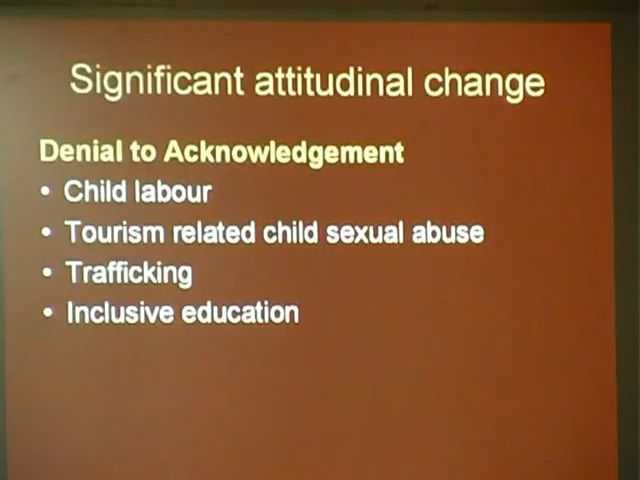 Significant attitudinal change
Denial to Acknowledgement
• Child labour
• Tourism related child sexual abuse
• Trafficking
• Inclusive education